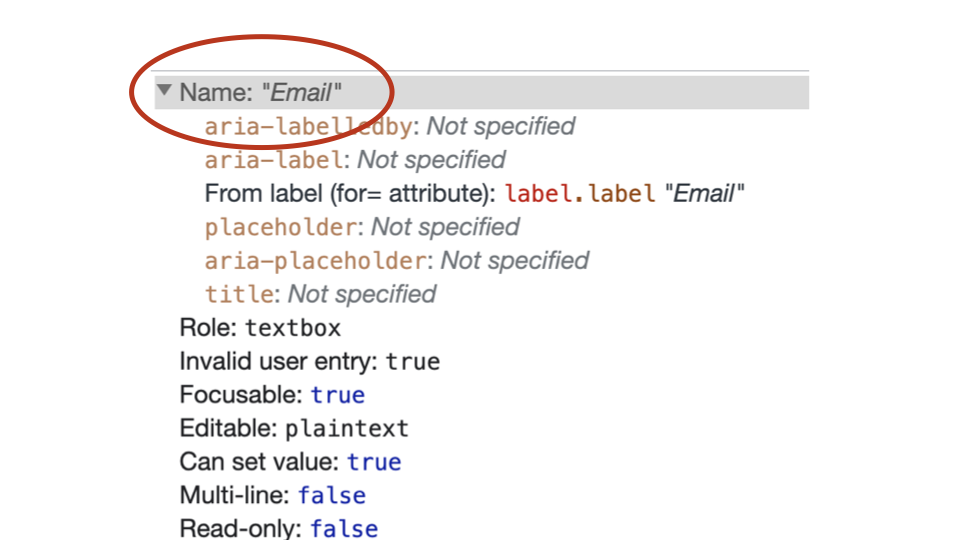 Name: "Email"
aria-labelledby: Not specified
aria-label: Not specified
From label (for= attribute): label.label "Email"
placeholder: Not specified
aria-placeholder: Not specified
title: Not specified
Role: textbox
Invalid user entry: true
Focusable: true
Editable: plaintext
Can set value: true
Multi-line: false
Read-only: false